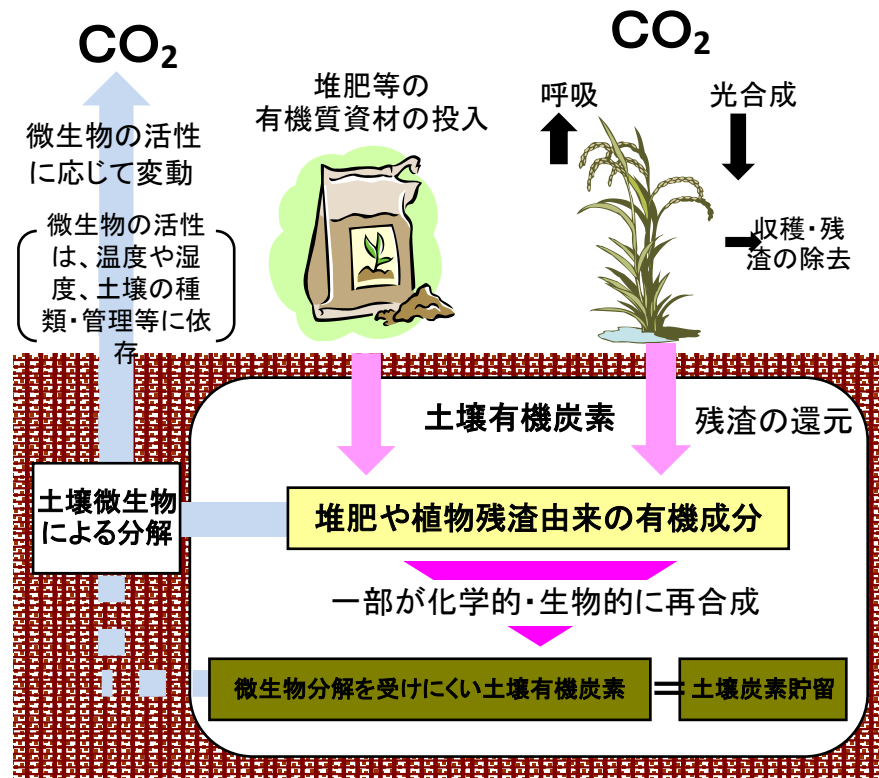 CO₂
CO₂
堆肥等の
有機質資材の投入
呼吸
光合成
微生物の活性
に応じて変動
微生物の活性
は、温度や湿
度、土壌の種
類・管理等に依
存
収穫・残
渣の除去
土壌有機炭素
残渣の還元
土壌微生物
による分解
堆肥や植物残渣由来の有機成分
一部が化学的・生物的に再合成
微生物分解を受けにくい土壌有機炭素
=
土壌炭素貯留